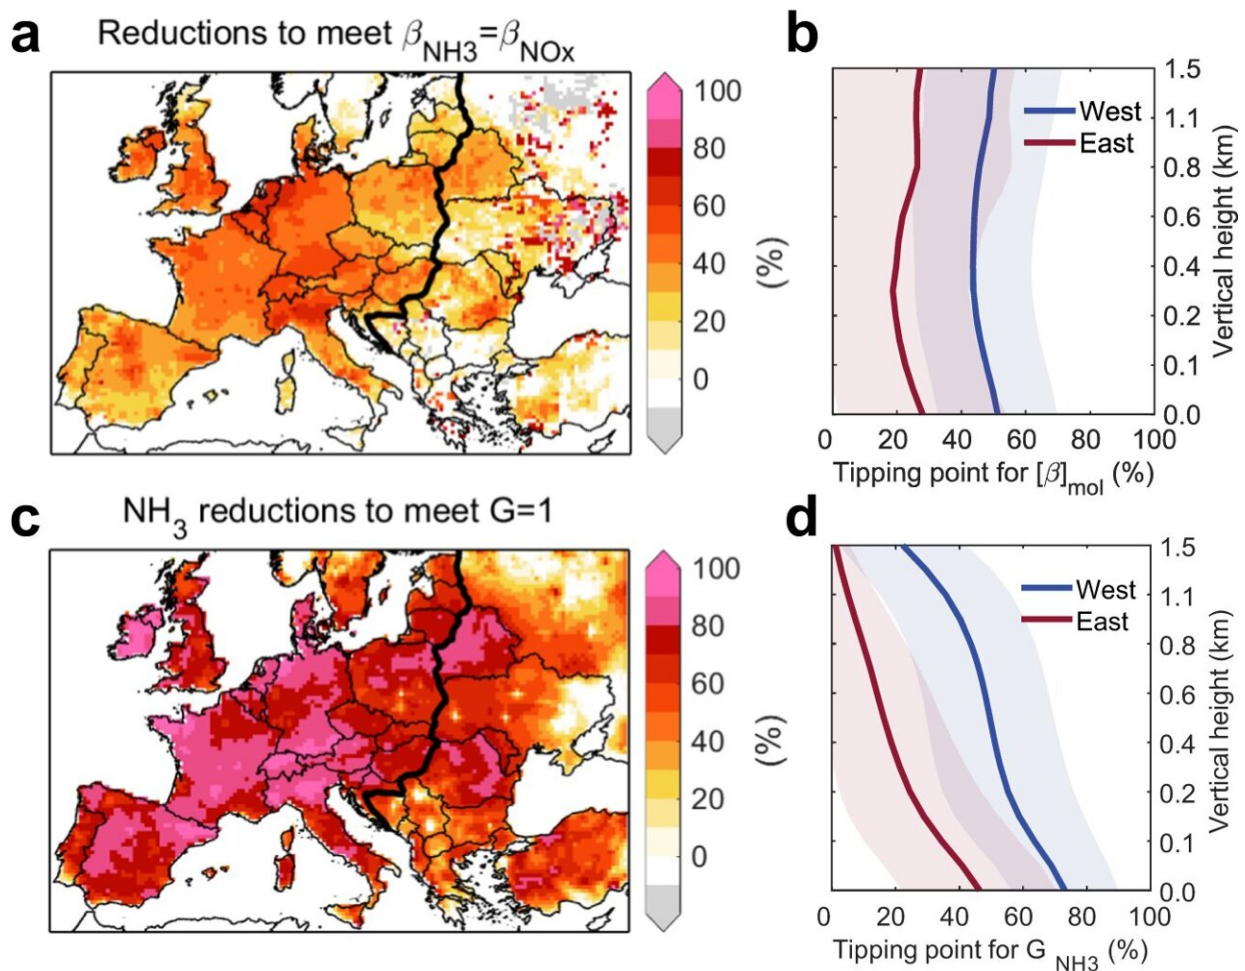 a
Reductions to meet β_NH3=β_NOx
100
80
60
40
20
0
(%)
b
West
East
1.5
1.1
0.8
0.6
0.4
0.2
0.1
0.0
Vertical height (km)
0 20 40 60 80 100
Tipping point for [β]_mol (%)
c
NH_3 reductions to meet G=1
100
80
60
40
20
0
(%)
d
West
East
1.5
1.1
0.8
0.6
0.4
0.2
0.1
0.0
Vertical height (km)
0 20 40 60 80 100
Tipping point for G_NH3 (%)